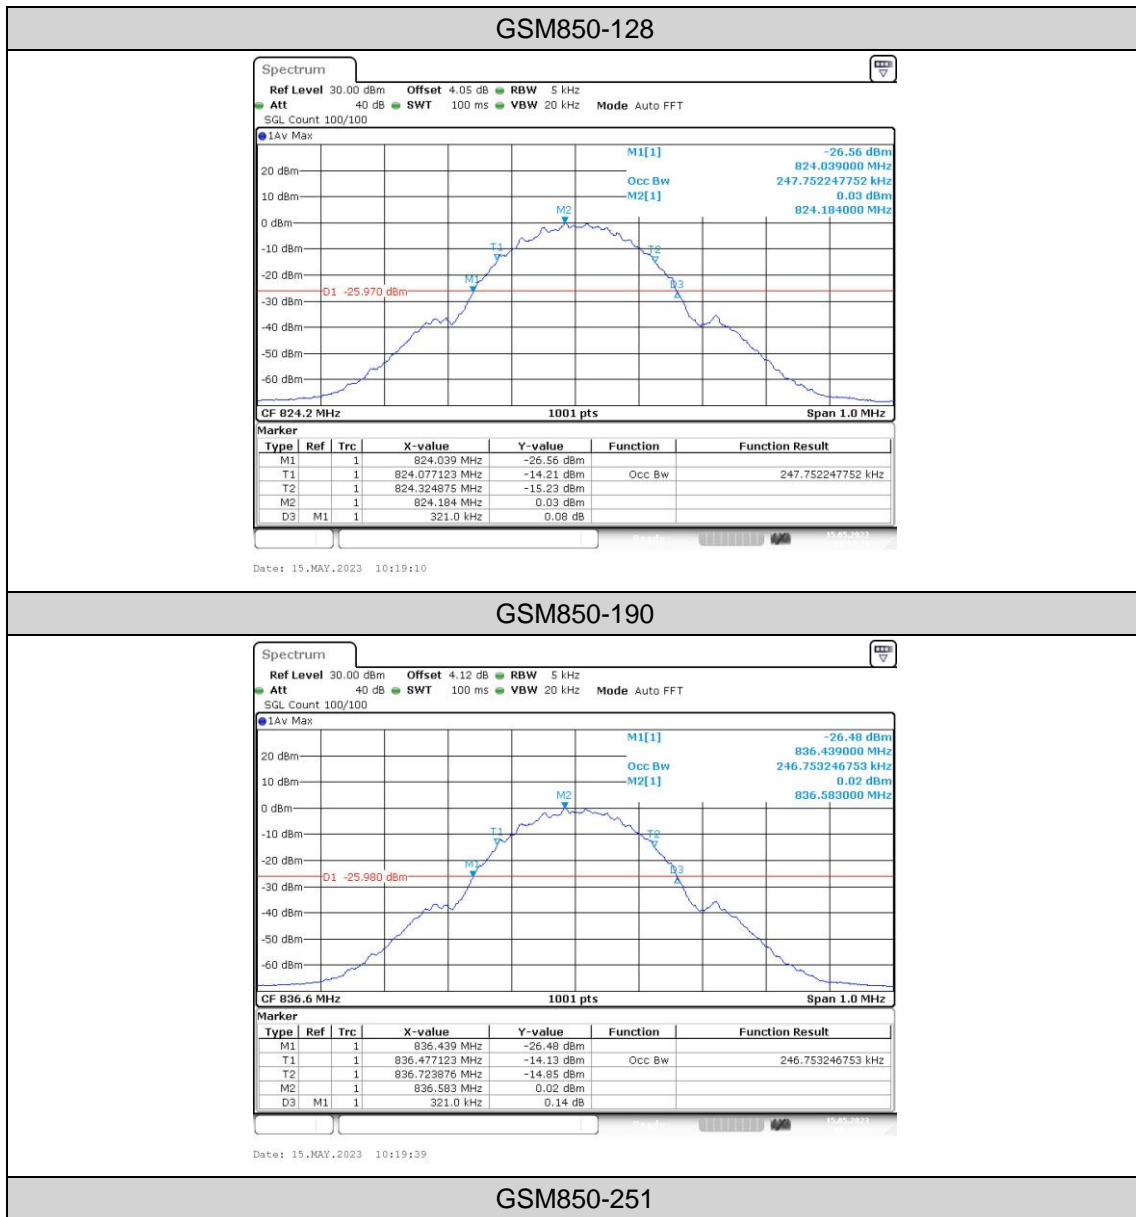 GSM850-128
Spectrum
Ref Level 30.00 dBm Offset 4.05 dB RBW 5 kHz
Att 40 dB SWT 100 ms VBW 20 kHz Mode Auto FFT
SGL Count 100/100
1Av Max
M1[1] -26.56 dBm
824.039000 MHz
20 dBm
Occ Bw 247.752247752 kHz
10 dBm M2[1] 0.03 dBm
824.184000 MHz
M2
0 dBm
T1 T2
-10 dBm
-20 dBm
M1 D3
D1 -25.970 dBm
-30 dBm
-40 dBm
-50 dBm
-60 dBm
CF 824.2 MHz 1001 pts Span 1.0 MHz
Marker
Type Ref Trc X-value Y-value Function Function Result
M1 1 824.039 MHz -26.56 dBm
T1 1 824.077123 MHz -14.21 dBm Occ Bw 247.752247752 kHz
T2 1 824.324875 MHz -15.23 dBm
M2 1 824.184 MHz 0.03 dBm
D3 M1 1 321.0 kHz 0.08 dB
Ready 15.05.2023
Date: 15.MAY.2023 10:19:10
GSM850-190
Spectrum
Ref Level 30.00 dBm Offset 4.12 dB RBW 5 kHz
Att 40 dB SWT 100 ms VBW 20 kHz Mode Auto FFT
SGL Count 100/100
1Av Max
M1[1] -26.48 dBm
836.439000 MHz
20 dBm
Occ Bw 246.753246753 kHz
10 dBm M2[1] 0.02 dBm
836.583000 MHz
M2
0 dBm
T1 T2
-10 dBm
-20 dBm
M1 D3
D1 -25.980 dBm
-30 dBm
-40 dBm
-50 dBm
-60 dBm
CF 836.6 MHz 1001 pts Span 1.0 MHz
Marker
Type Ref Trc X-value Y-value Function Function Result
M1 1 836.439 MHz -26.48 dBm
T1 1 836.477123 MHz -14.13 dBm Occ Bw 246.753246753 kHz
T2 1 836.723876 MHz -14.85 dBm
M2 1 836.583 MHz 0.02 dBm
D3 M1 1 321.0 kHz 0.14 dB
Ready 15.05.2023
Date: 15.MAY.2023 10:19:39
GSM850-251